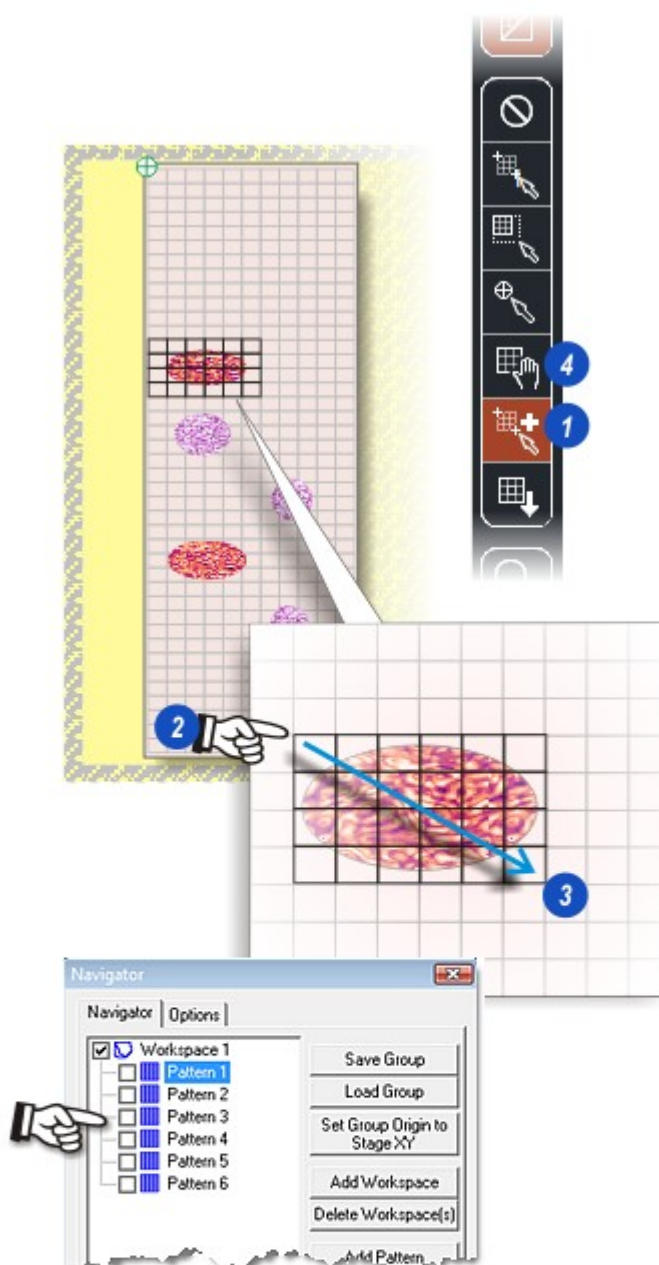 4
1
2
3
Navigator
Navigator
Options
Workspace 1
Pattern 1
Pattern 2
Pattern 3
Pattern 4
Pattern 5
Pattern 6
Save Group
Load Group
Set Group Origin to
Stage XY
Add Workspace
Delete Workspace(s)
Add Pattern